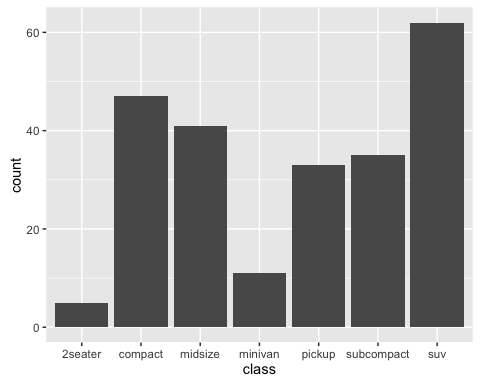 60
40
20
0
count
2seater compact midsize minivan pickup subcompact suv
class